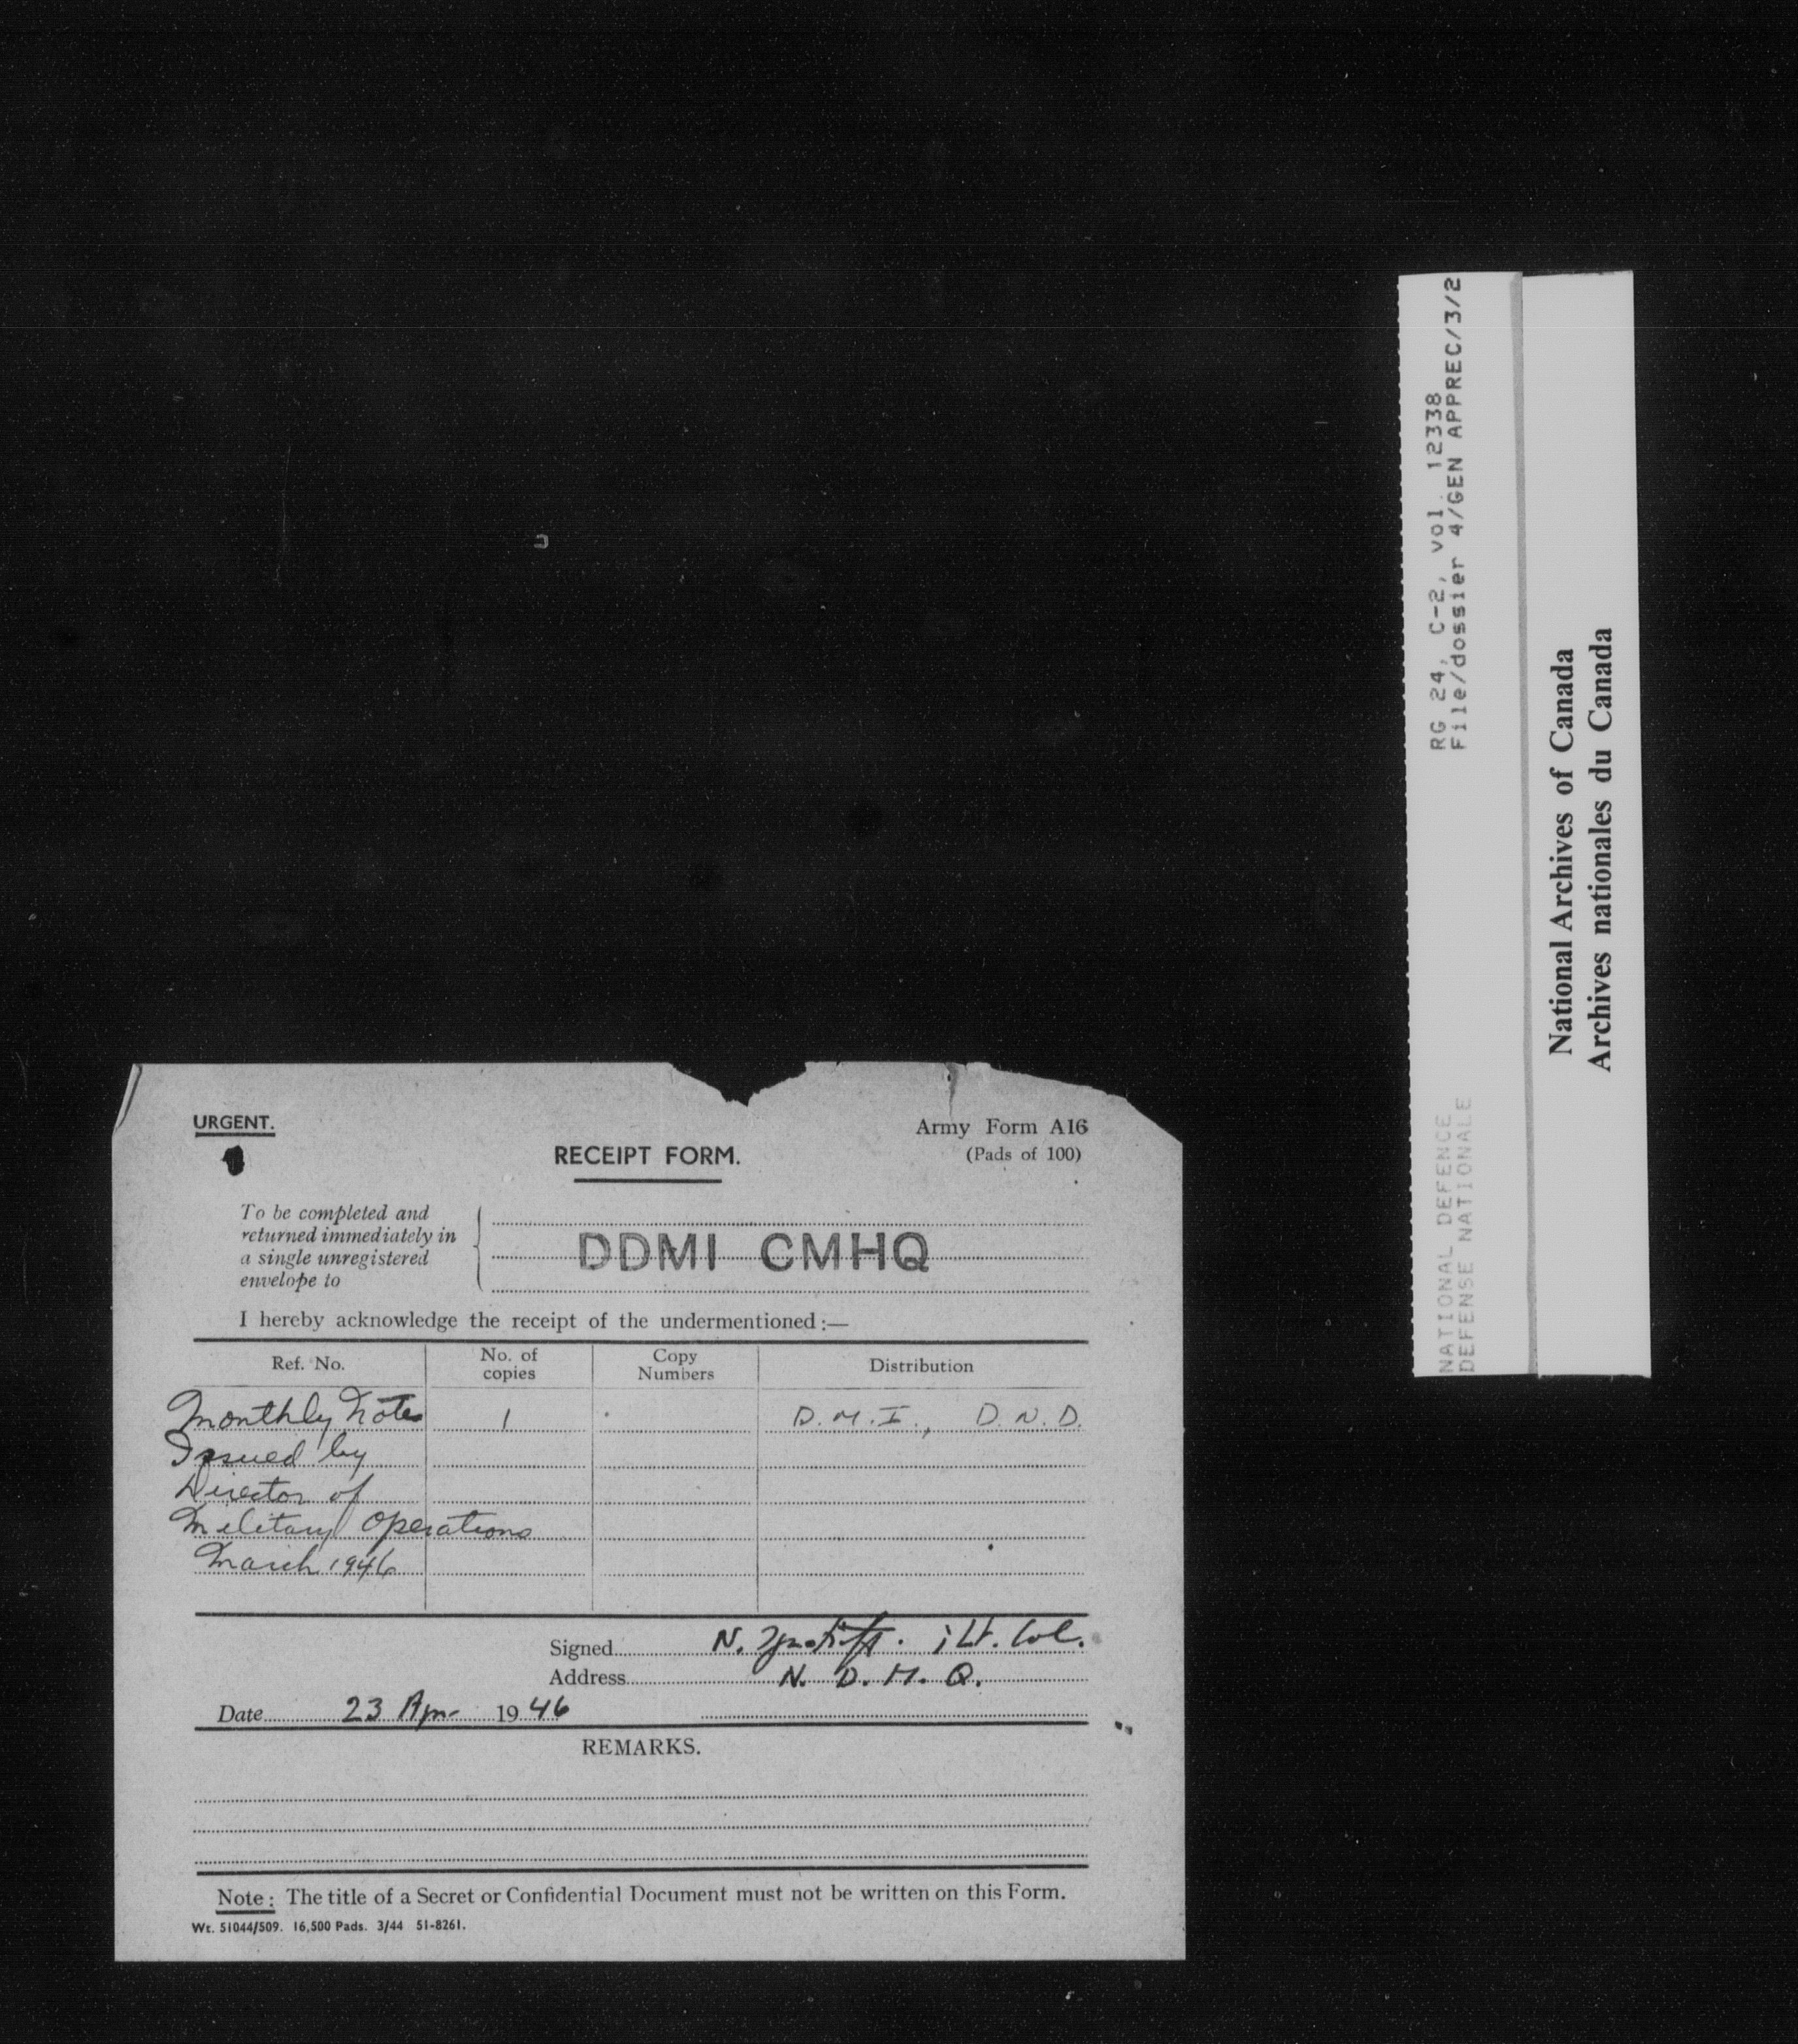 URGENT.
Army Form A16
RECEIPT FORM.
(Pads of 100)
To be completed and
returned immediately in
a single unregistered
envelope to
DDMI CMHQ
I hereby acknowledge the receipt of the undermentioned :—
Ref. No. No. of copies Copy Numbers Distribution
Monthly Notes 1 D.M.I., D.N.D.
Issued by
Director of
Military Operations
March 1946
Signed N. Lt. Col.
Address N. D. H. Q.
Date 23 Apr 1946
REMARKS.
Note: The title of a Secret or Confidential Document must not be written on this Form.
Wt. 51044/509. 16,500 Pads. 3/44 51-8261.
RG 24, C-2, vol. 12338
File/dossier 4/GEN APPREC/3/2
NATIONAL DEFENCE
DEFENSE NATIONALE
National Archives of Canada
Archives nationales du Canada